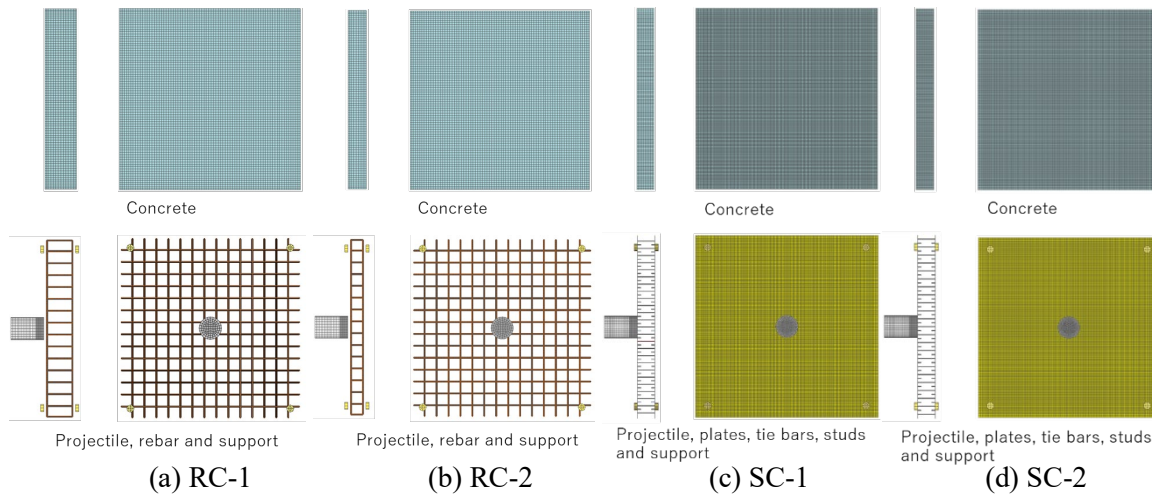 Concrete
Concrete
Concrete
Concrete
Projectile, rebar and support
Projectile, rebar and support
Projectile, plates, tie bars, studs
and support
Projectile, plates, tie bars, studs
and support
(a) RC-1
(b) RC-2
(c) SC-1
(d) SC-2